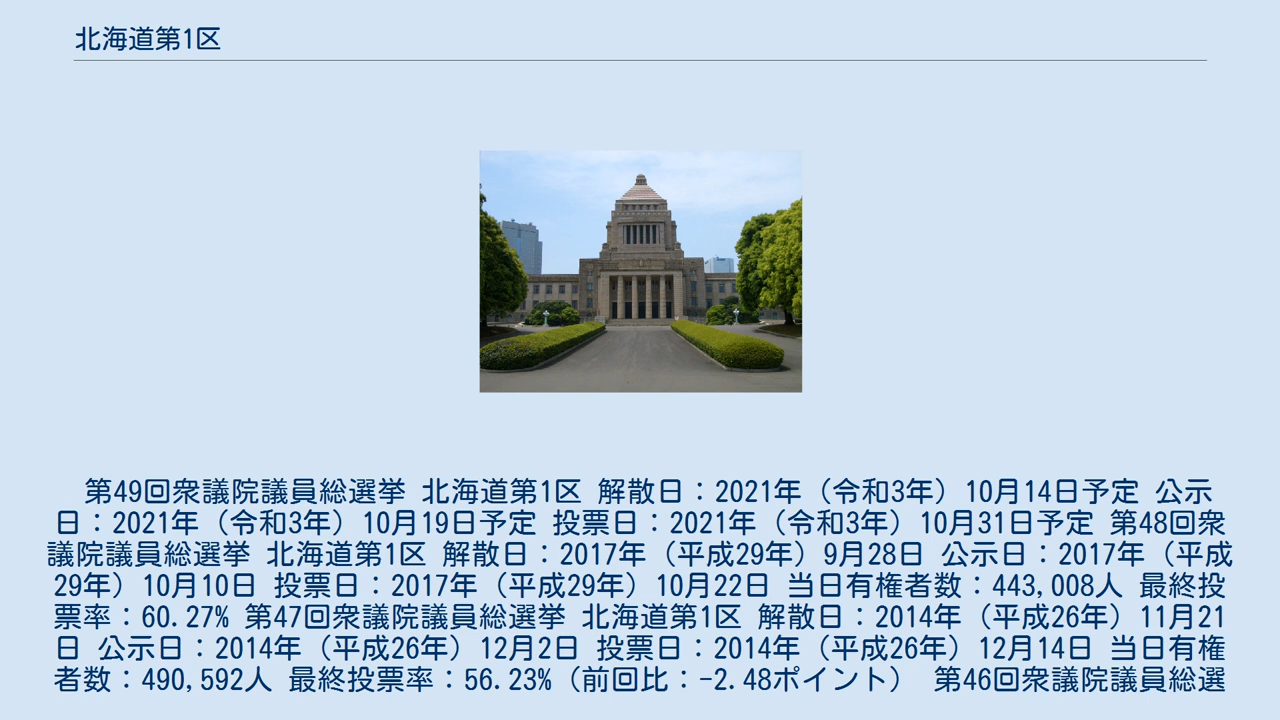 北海道第1区
第49回衆議院議員総選挙 北海道第1区 解散日：2021年（令和3年）10月14日予定 公示
日：2021年（令和3年）10月19日予定 投票日：2021年（令和3年）10月31日予定 第48回衆
議院議員総選挙 北海道第1区 解散日：2017年（平成29年）9月28日 公示日：2017年（平成
29年）10月10日 投票日：2017年（平成29年）10月22日 当日有権者数：443,008人 最終投
票率：60.27% 第47回衆議院議員総選挙 北海道第1区 解散日：2014年（平成26年）11月21
日 公示日：2014年（平成26年）12月2日 投票日：2014年（平成26年）12月14日 当日有権
者数：490,592人 最終投票率：56.23%（前回比：-2.48ポイント） 第46回衆議院議員総選